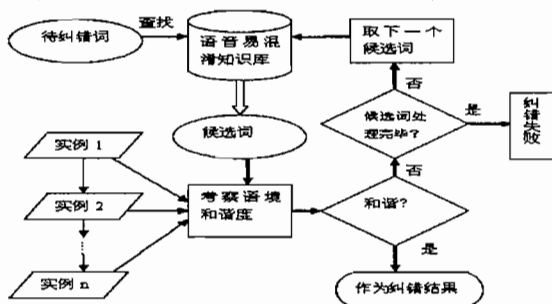 待纠错词
查找
语音易混
淆知识库
取下一个
候选词
否
候选词处
理完毕?
是
纠错
失败
候选词
实例 1
实例 2
实例 n
考察语境
和谐度
否
和谐?
是
作为纠错结果